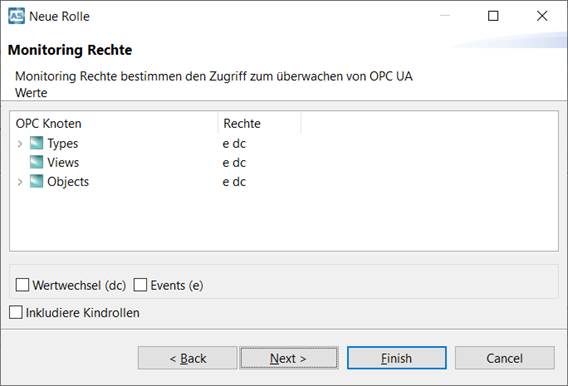 Neue Rolle
Monitoring Rechte
Monitoring Rechte bestimmen den Zugriff zum überwachen von OPC UA
Werte
OPC Knoten Rechte
Types e dc
Views e dc
Objects e dc
Wertwechsel (dc) Events (e)
Inkludiere Kindrollen
< Back Next > Finish Cancel